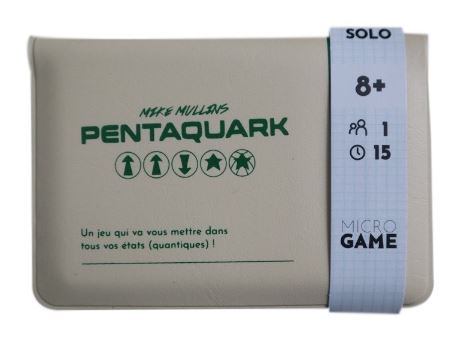 MIKE MULLINS
PENTAQUARK
Un jeu qui va vous mettre dans
tous vos états (quantiques) !
SOLO
8+
1
15
MICRO
GAME